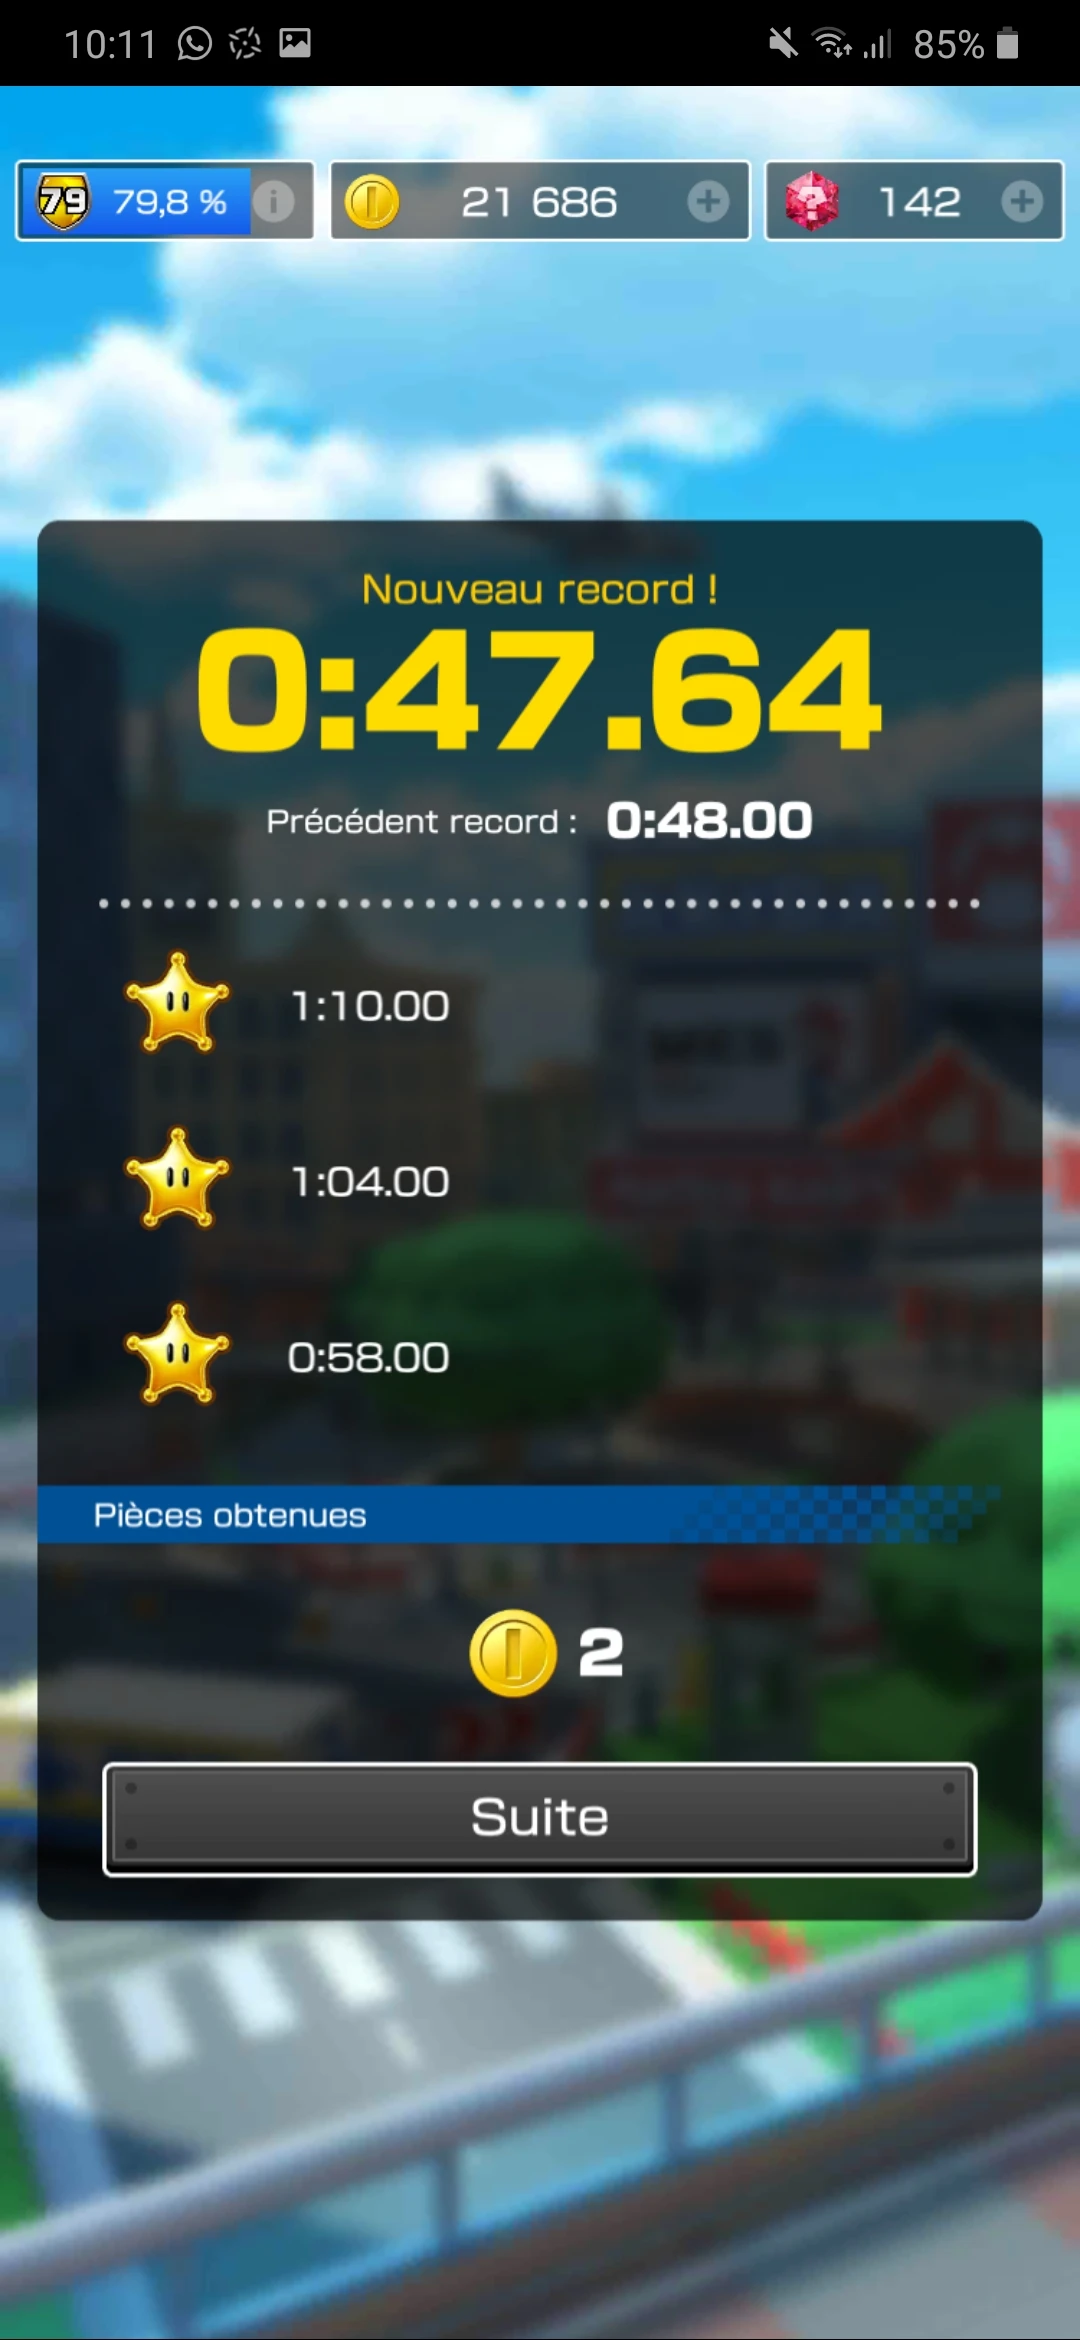 10:11 85%
79 79,8 % 21 686 142
Nouveau record !
0:47.64
Précédent record : 0:48.00
1:10.00
1:04.00
0:58.00
Pièces obtenues
2
Suite